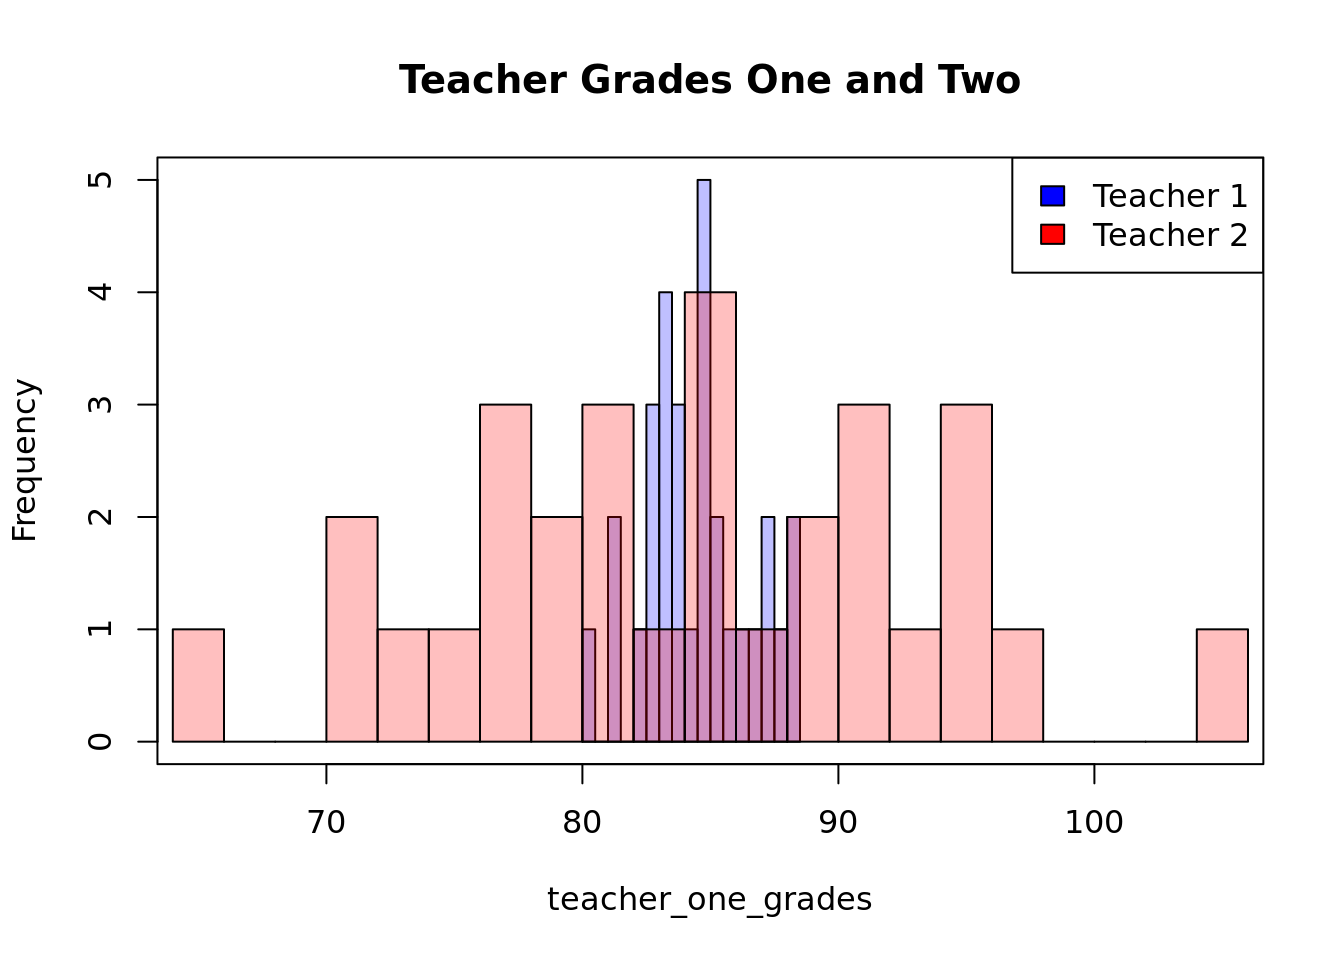 Teacher Grades One and Two
Teacher 1
Teacher 2
Frequency
5
4
3
2
1
0
70 80 90 100
teacher_one_grades